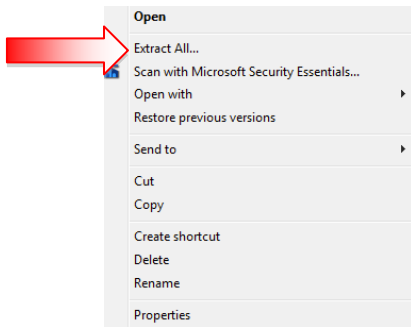 Open
Extract All...
Scan with Microsoft Security Essentials...
Open with
Restore previous versions
Send to
Cut
Copy
Create shortcut
Delete
Rename
Properties